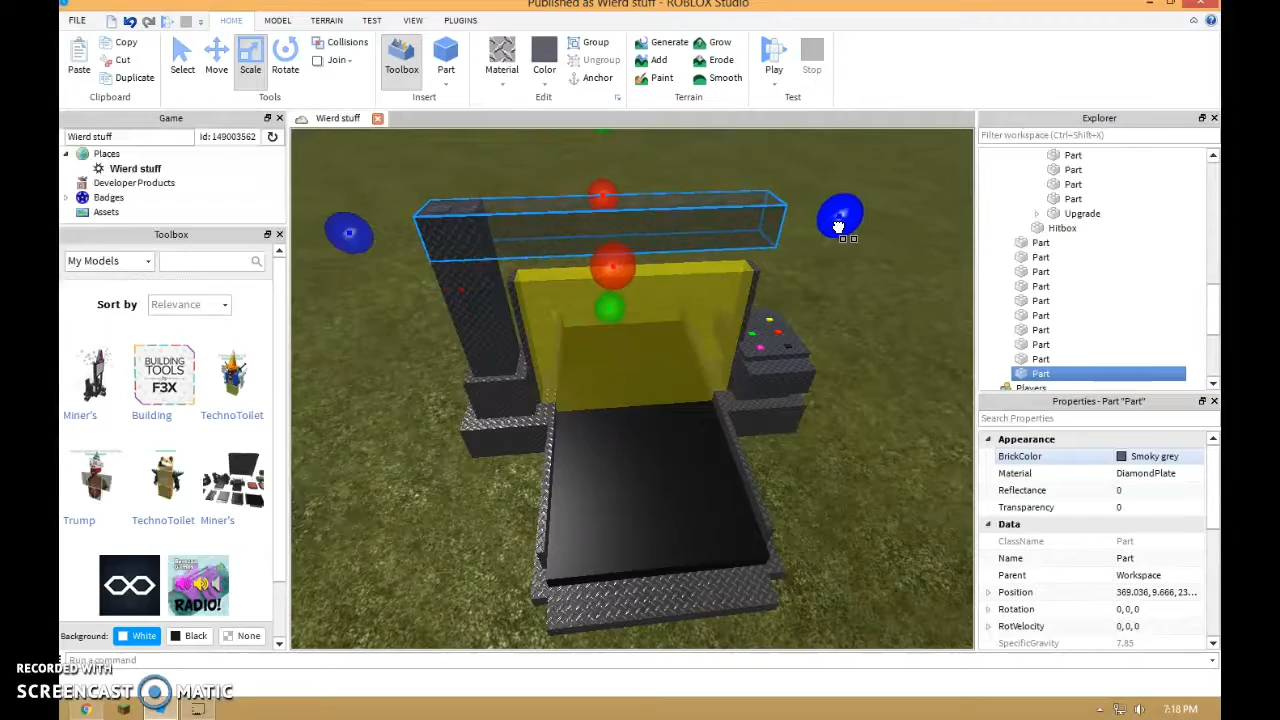 Published as Wierd stuff - ROBLOX Studio
FILE
HOME
MODEL
TERRAIN
TEST
VIEW
PLUGINS
Paste
Copy
Cut
Duplicate
Clipboard
Select
Move
Scale
Rotate
Collisions
Join
Tools
Toolbox
Part
Insert
Material
Color
Group
Ungroup
Anchor
Edit
Generate
Grow
Add
Erode
Paint
Smooth
Terrain
Play
Stop
Test
Game
Wierd stuff
Id: 149003562
Places
Wierd stuff
Developer Products
Badges
Assets
Toolbox
My Models
Sort by
Relevance
Miner's
BUILDING
TOOLS
F3X
Building
TechnoToilet
Trump
TechnoToilet
Miner's
RADIO!
Background:
White
Black
None
Wierd stuff
Explorer
Filter workspace (Ctrl+Shift+X)
Part
Part
Part
Part
Upgrade
Hitbox
Part
Part
Part
Part
Part
Part
Part
Part
Part
Part
Players
Properties - Part "Part"
Search Properties
Appearance
BrickColor Smoky grey
Material DiamondPlate
Reflectance 0
Transparency 0
Data
ClassName Part
Name Part
Parent Workspace
Position 369.036, 9.666, 23...
Rotation 0, 0, 0
RotVelocity 0, 0, 0
SpecificGravity 7.85
Run a command
RECORDED WITH
SCREENCAST MATIC
7:18 PM